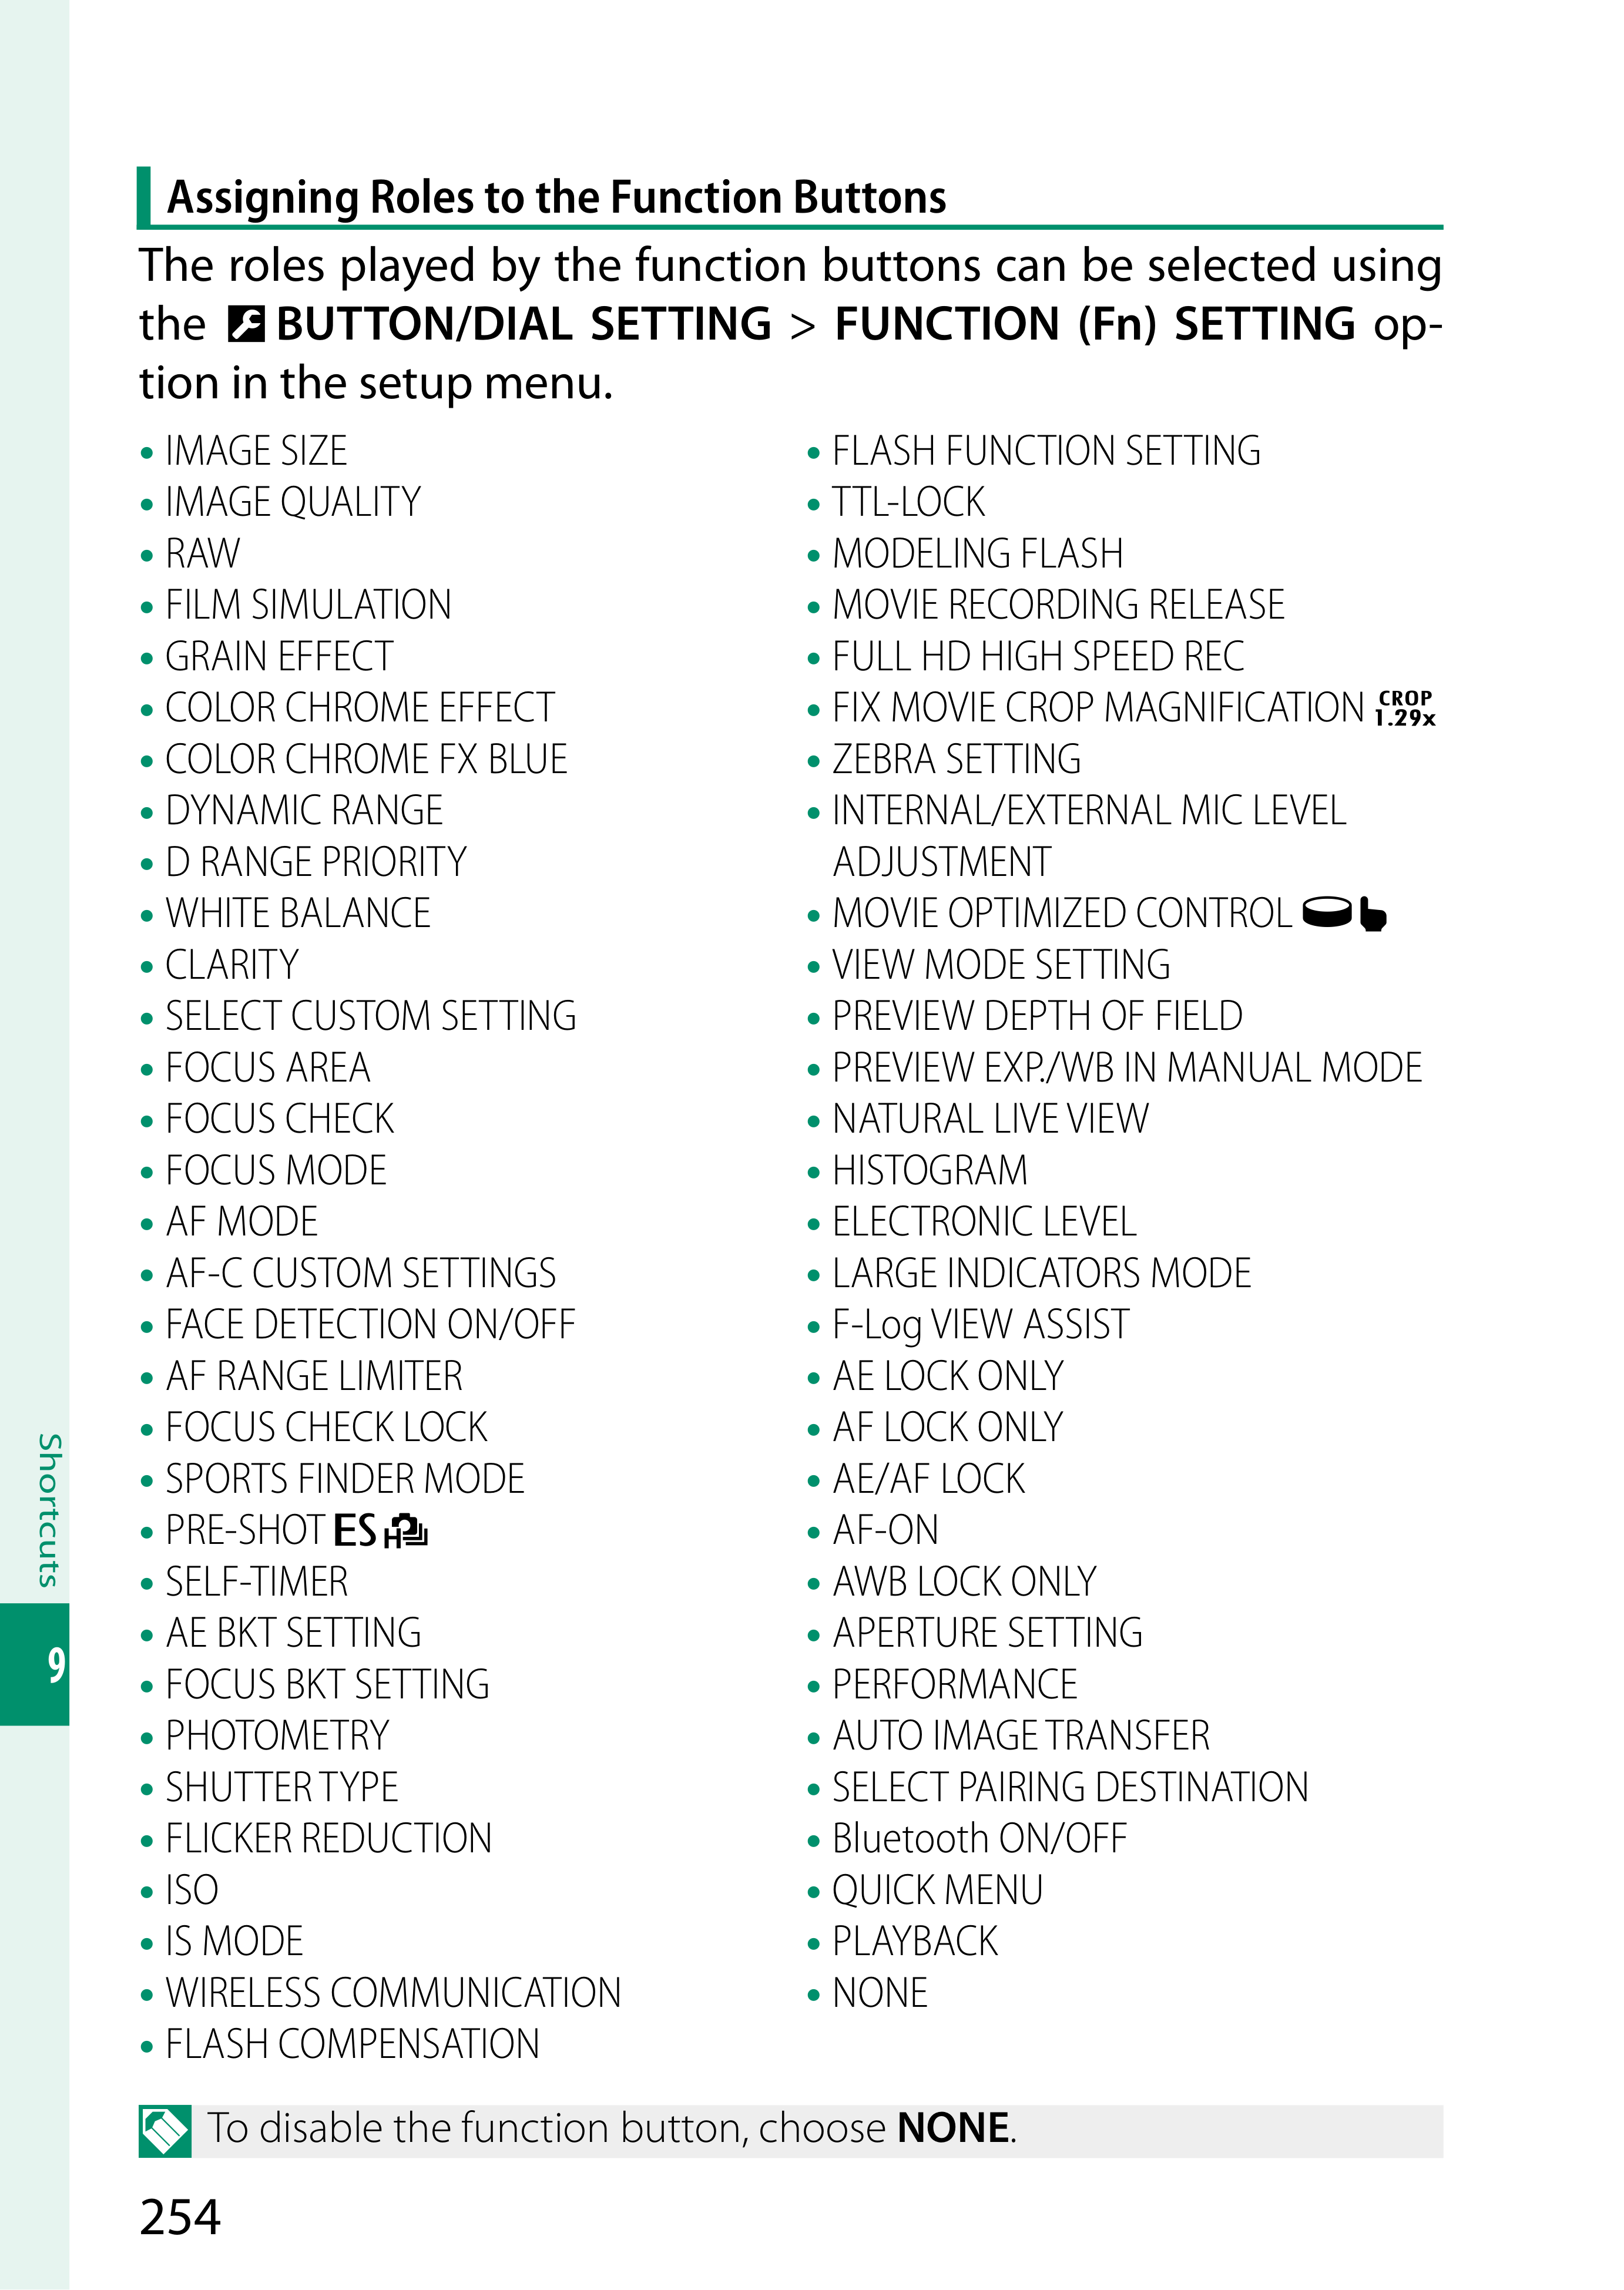 Assigning Roles to the Function Buttons
The roles played by the function buttons can be selected using
the BUTTON/DIAL SETTING > FUNCTION (Fn) SETTING op-
tion in the setup menu.
• IMAGE SIZE
• IMAGE QUALITY
• RAW
• FILM SIMULATION
• GRAIN EFFECT
• COLOR CHROME EFFECT
• COLOR CHROME FX BLUE
• DYNAMIC RANGE
• D RANGE PRIORITY
• WHITE BALANCE
• CLARITY
• SELECT CUSTOM SETTING
• FOCUS AREA
• FOCUS CHECK
• FOCUS MODE
• AF MODE
• AF-C CUSTOM SETTINGS
• FACE DETECTION ON/OFF
• AF RANGE LIMITER
• FOCUS CHECK LOCK
• SPORTS FINDER MODE
• PRE-SHOT ES H
• SELF-TIMER
• AE BKT SETTING
• FOCUS BKT SETTING
• PHOTOMETRY
• SHUTTER TYPE
• FLICKER REDUCTION
• ISO
• IS MODE
• WIRELESS COMMUNICATION
• FLASH COMPENSATION
• FLASH FUNCTION SETTING
• TTL-LOCK
• MODELING FLASH
• MOVIE RECORDING RELEASE
• FULL HD HIGH SPEED REC
• FIX MOVIE CROP MAGNIFICATION CROP 1.29x
• ZEBRA SETTING
• INTERNAL/EXTERNAL MIC LEVEL
ADJUSTMENT
• MOVIE OPTIMIZED CONTROL
• VIEW MODE SETTING
• PREVIEW DEPTH OF FIELD
• PREVIEW EXP./WB IN MANUAL MODE
• NATURAL LIVE VIEW
• HISTOGRAM
• ELECTRONIC LEVEL
• LARGE INDICATORS MODE
• F-Log VIEW ASSIST
• AE LOCK ONLY
• AF LOCK ONLY
• AE/AF LOCK
• AF-ON
• AWB LOCK ONLY
• APERTURE SETTING
• PERFORMANCE
• AUTO IMAGE TRANSFER
• SELECT PAIRING DESTINATION
• Bluetooth ON/OFF
• QUICK MENU
• PLAYBACK
• NONE
To disable the function button, choose NONE.
254
Shortcuts
9